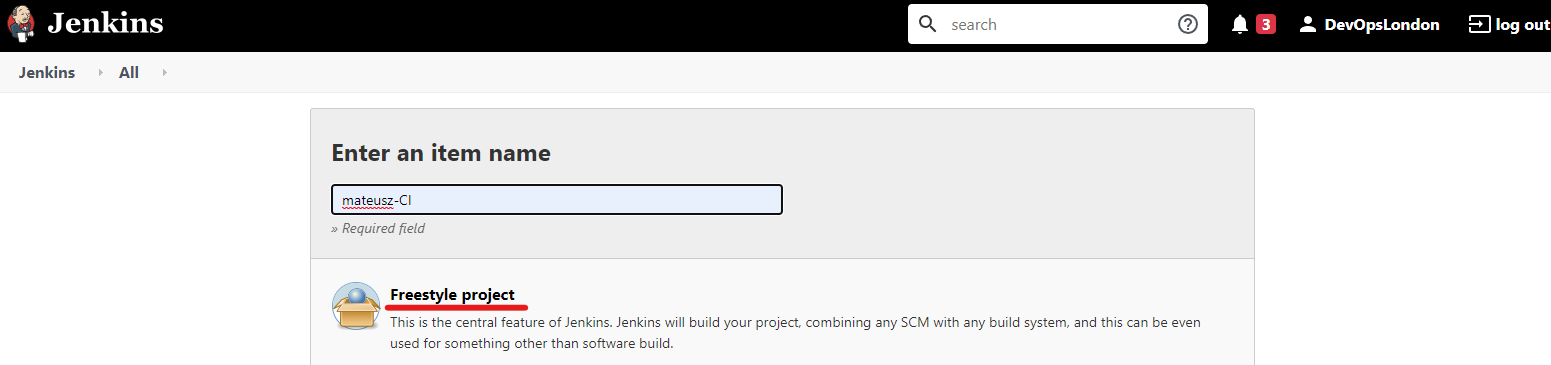 Jenkins
search
3
DevOpsLondon
log out
Jenkins
All
Enter an item name
mateusz-CI
» Required field
Freestyle project
This is the central feature of Jenkins. Jenkins will build your project, combining any SCM with any build system, and this can be even
used for something other than software build.